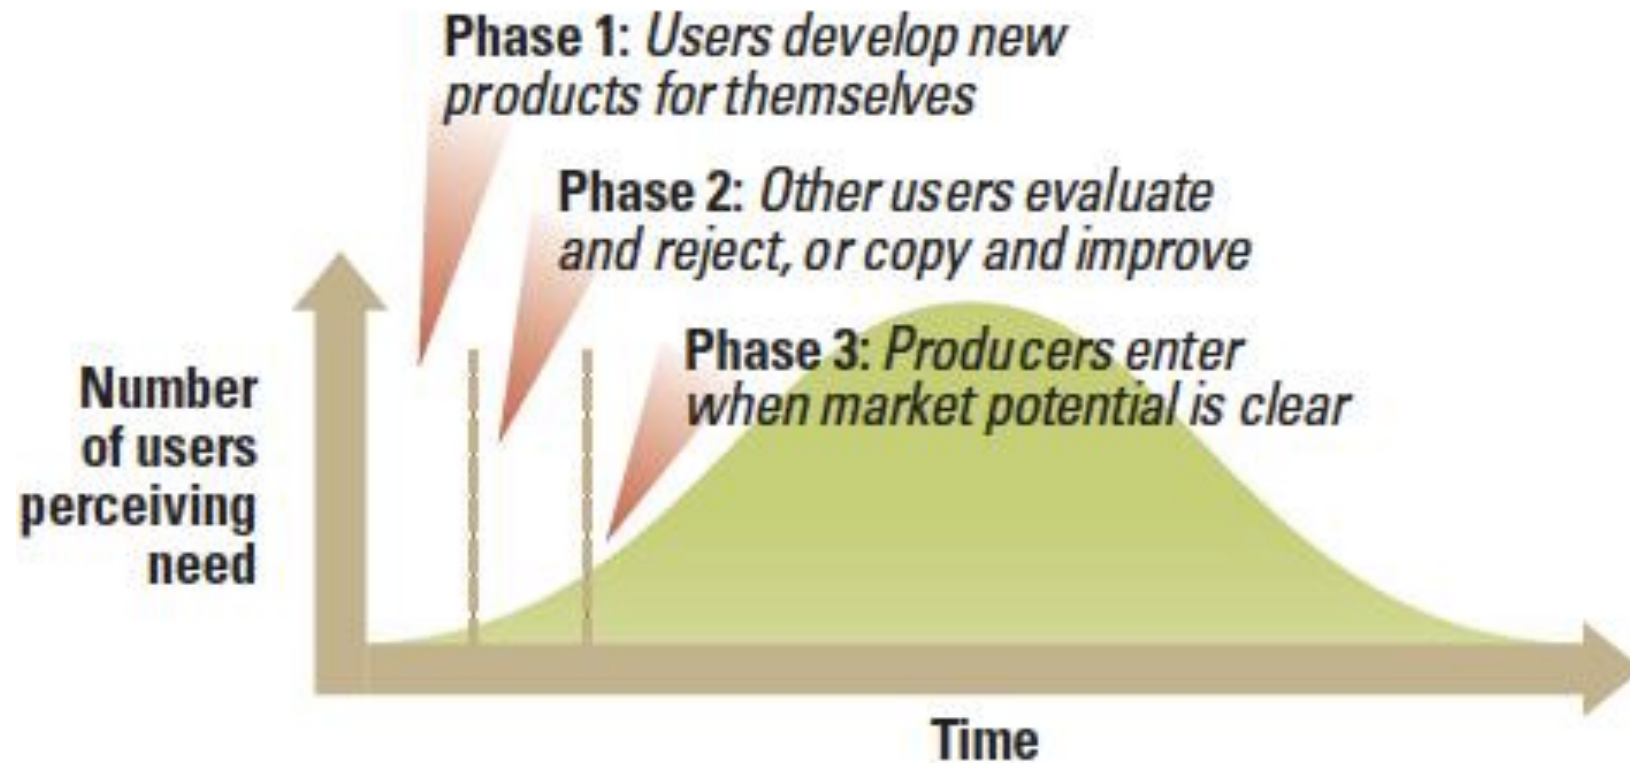 Phase 1: Users develop new
products for themselves
Phase 2: Other users evaluate
and reject, or copy and improve
Phase 3: Producers enter
when market potential is clear
Number
of users
perceiving
need
Time